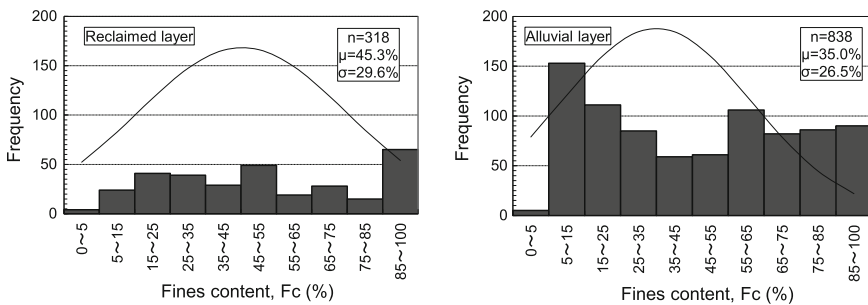 Reclaimed layer
n=318
μ=45.3%
σ=29.6%
Frequency
200
150
100
50
0
0~5
5~15
15~25
25~35
35~45
45~55
55~65
65~75
75~85
85~100
Fines content, Fc (%)
Alluvial layer
n=838
μ=35.0%
σ=26.5%
Frequency
200
150
100
50
0
0~5
5~15
15~25
25~35
35~45
45~55
55~65
65~75
75~85
85~100
Fines content, Fc (%)